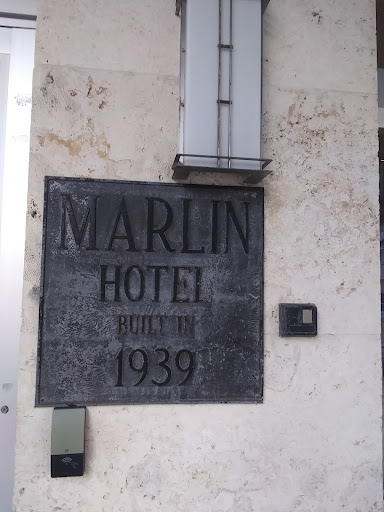 MARLIN
HOTEL
BUILT IN
1939